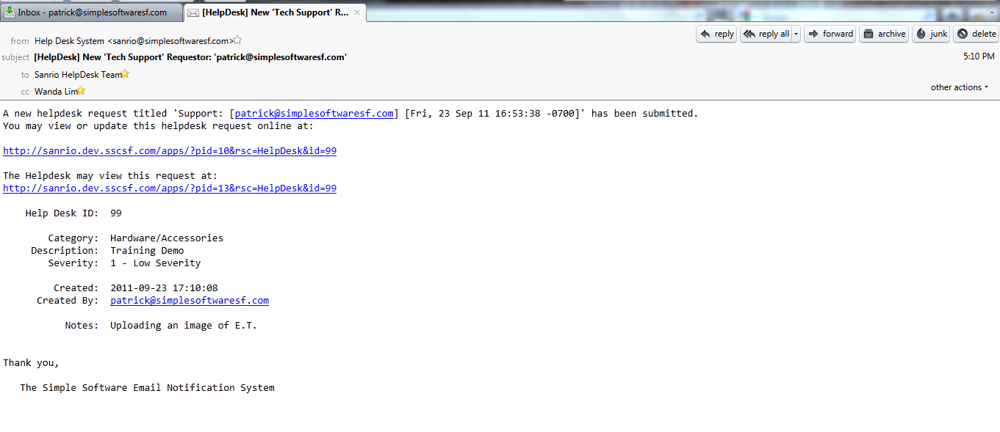 Inbox - patrick@simplesoftwaresf.com
[HelpDesk] New 'Tech Support' R...
from Help Desk System <sanrio@simplesoftwaresf.com>
reply
reply all
forward
archive
junk
delete
subject [HelpDesk] New 'Tech Support' Requestor: 'patrick@simplesoftwaresf.com'
5:10 PM
to Sanrio HelpDesk Team
cc Wanda Lim
other actions
A new helpdesk request titled 'Support: [patrick@simplesoftwaresf.com] [Fri, 23 Sep 11 16:53:38 -0700]' has been submitted.
You may view or update this helpdesk request online at:
http://sanrio.dev.sscsf.com/apps/?pid=10&rsc=HelpDesk&id=99
The Helpdesk may view this request at:
http://sanrio.dev.sscsf.com/apps/?pid=13&rsc=HelpDesk&id=99
Help Desk ID: 99
Category: Hardware/Accessories
Description: Training Demo
Severity: 1 - Low Severity
Created: 2011-09-23 17:10:08
Created By: patrick@simplesoftwaresf.com
Notes: Uploading an image of E.T.
Thank you,
The Simple Software Email Notification System